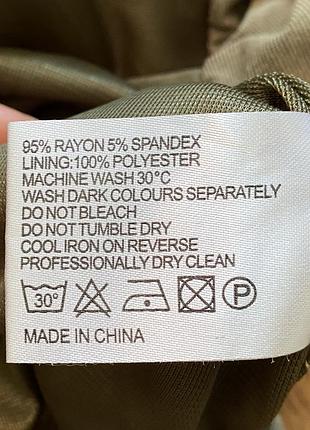 95% RAYON 5% SPANDEX
LINING:100% POLYESTER
MACHINE WASH 30°C
WASH DARK COLOURS SEPARATELY
DO NOT BLEACH
DO NOT TUMBLE DRY
COOL IRON ON REVERSE
PROFESSIONALLY DRY CLEAN
30° P
MADE IN CHINA